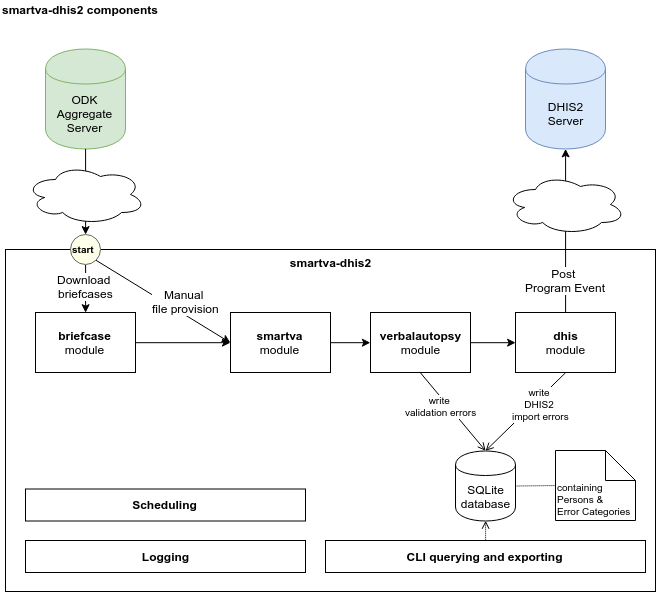 smartva-dhis2 components
ODK
Aggregate
Server
DHIS2
Server
start
smartva-dhis2
Download
briefcases
Manual
file provision
Post
Program Event
briefcase
module
smartva
module
verbalautopsy
module
dhis
module
write
validation errors
write
DHIS2
import errors
SQLite
database
containing
Persons &
Error Categories
Scheduling
Logging
CLI querying and exporting